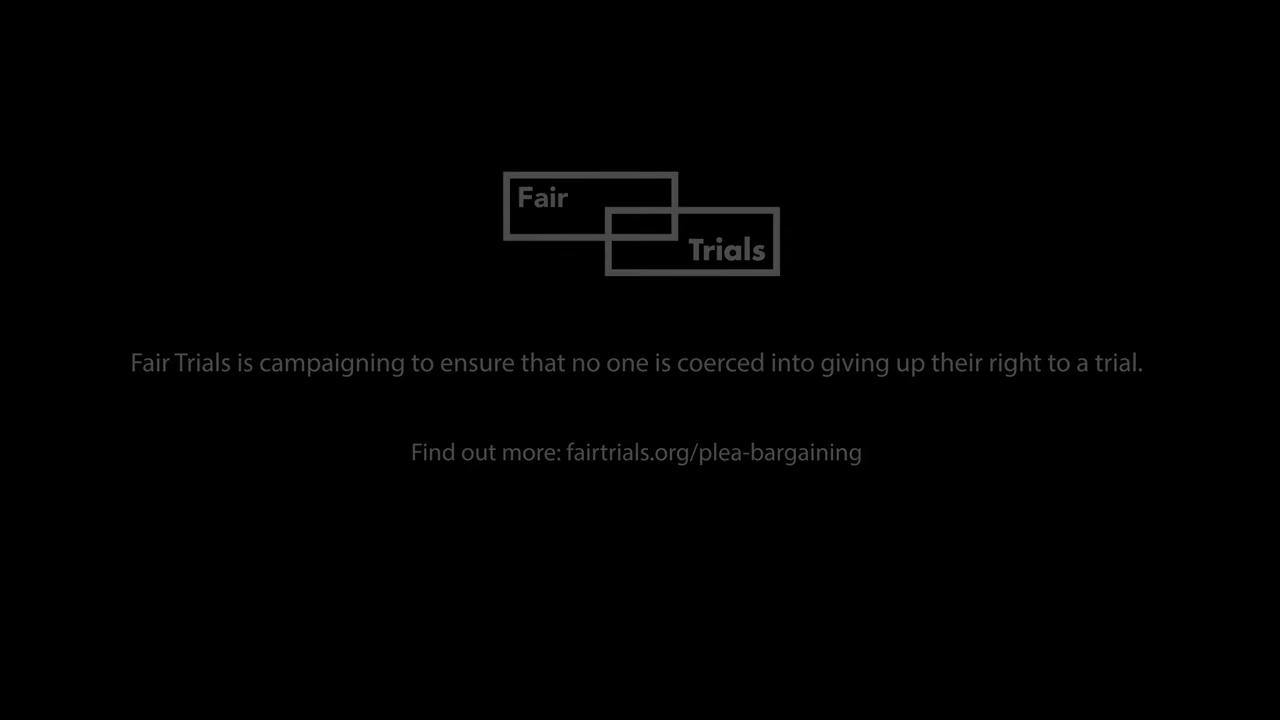 Fair
Trials
Fair Trials is campaigning to ensure that no one is coerced into giving up their right to a trial.
Find out more: fairtrials.org/plea-bargaining